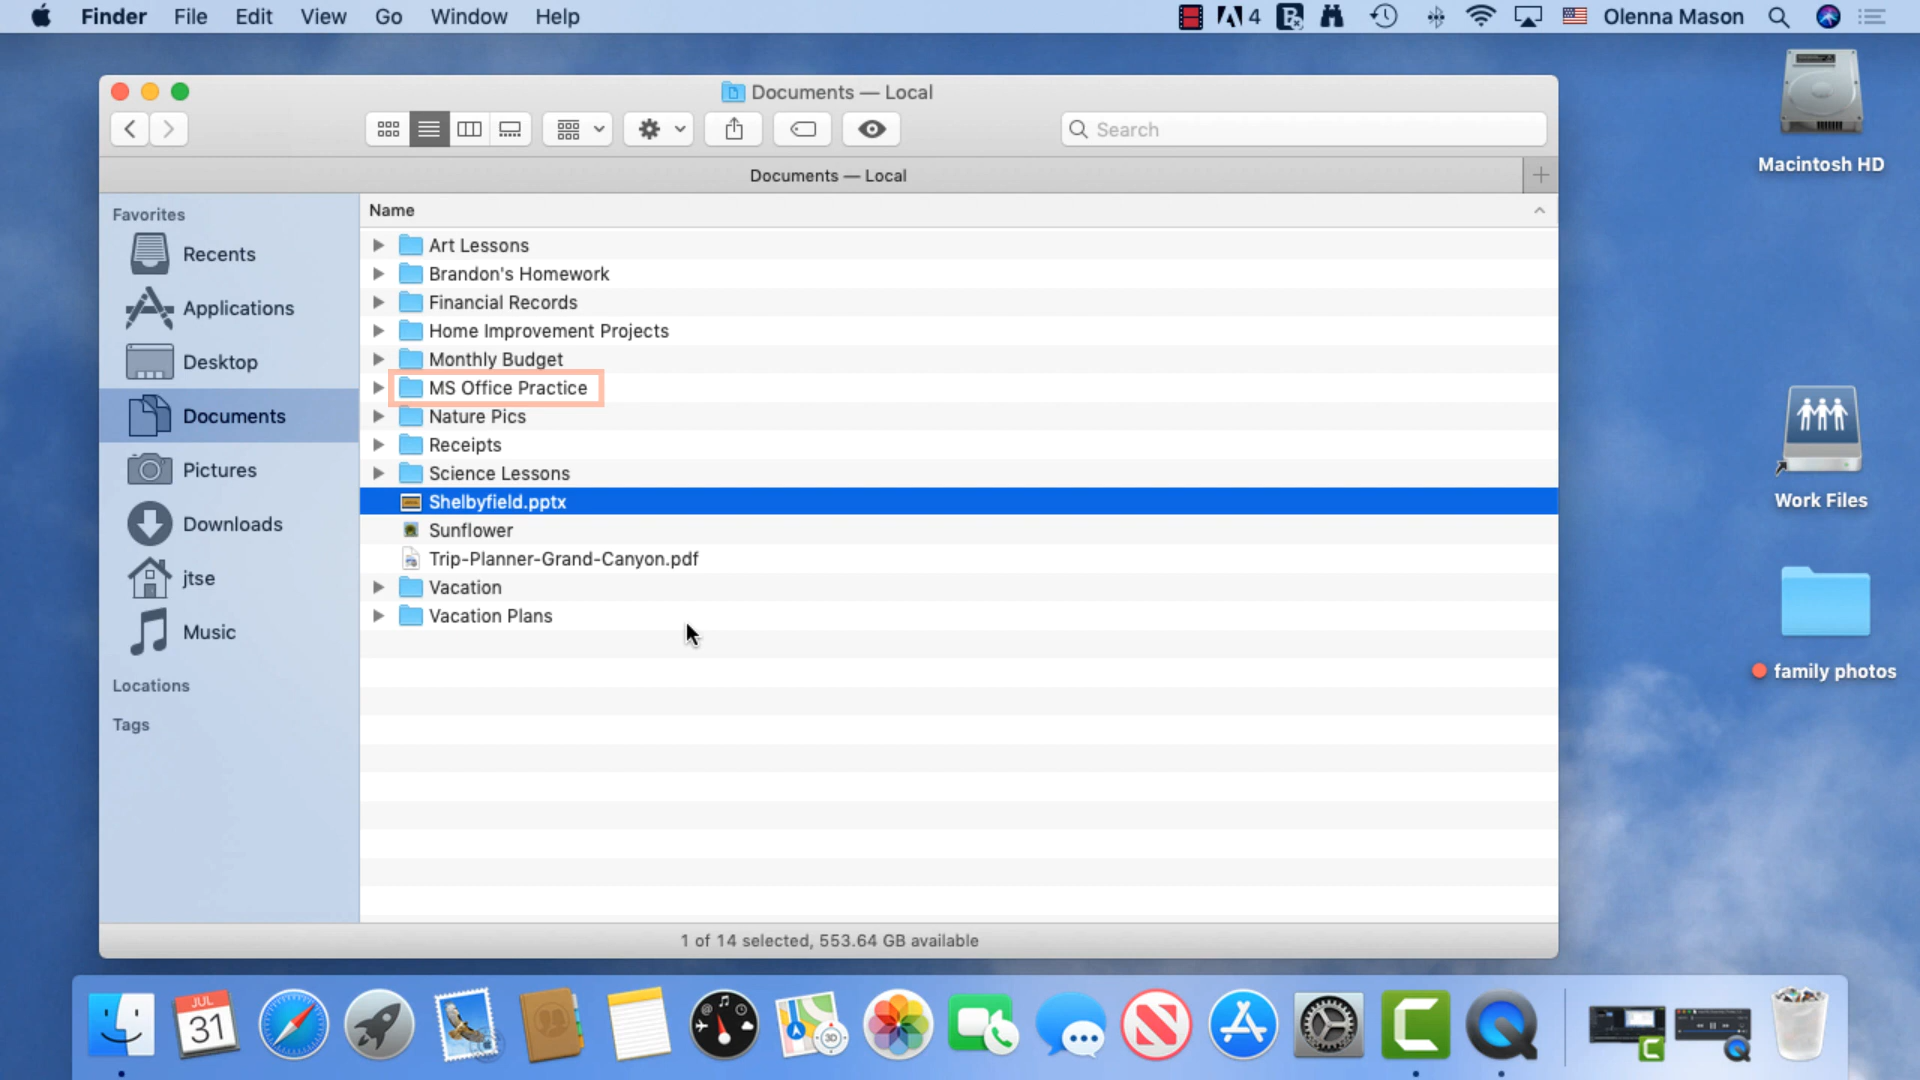 Finder File Edit View Go Window Help 4 Olenna Mason
Documents — Local
Search
Documents — Local
Macintosh HD
Favorites
Recents
Applications
Desktop
Documents
Pictures
Downloads
jtse
Music
Locations
Tags
Name
Art Lessons
Brandon's Homework
Financial Records
Home Improvement Projects
Monthly Budget
MS Office Practice
Nature Pics
Receipts
Science Lessons
Shelbyfield.pptx
Sunflower
Trip-Planner-Grand-Canyon.pdf
Vacation
Vacation Plans
Work Files
family photos
1 of 14 selected, 553.64 GB available
JUL
31
3D